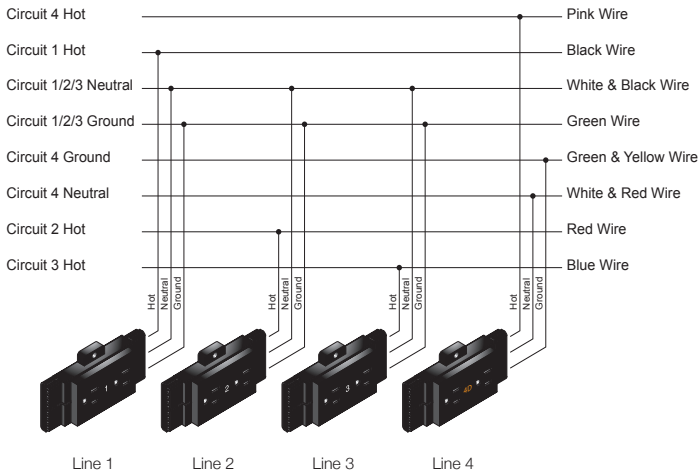 Circuit 4 Hot Pink Wire
Circuit 1 Hot Black Wire
Circuit 1/2/3 Neutral White & Black Wire
Circuit 1/2/3 Ground Green Wire
Circuit 4 Ground Green & Yellow Wire
Circuit 4 Neutral White & Red Wire
Circuit 2 Hot Red Wire
Circuit 3 Hot Blue Wire
Hot Neutral Ground Hot Neutral Ground Hot Neutral Ground Hot Neutral Ground
1 2 3 4D
Line 1 Line 2 Line 3 Line 4